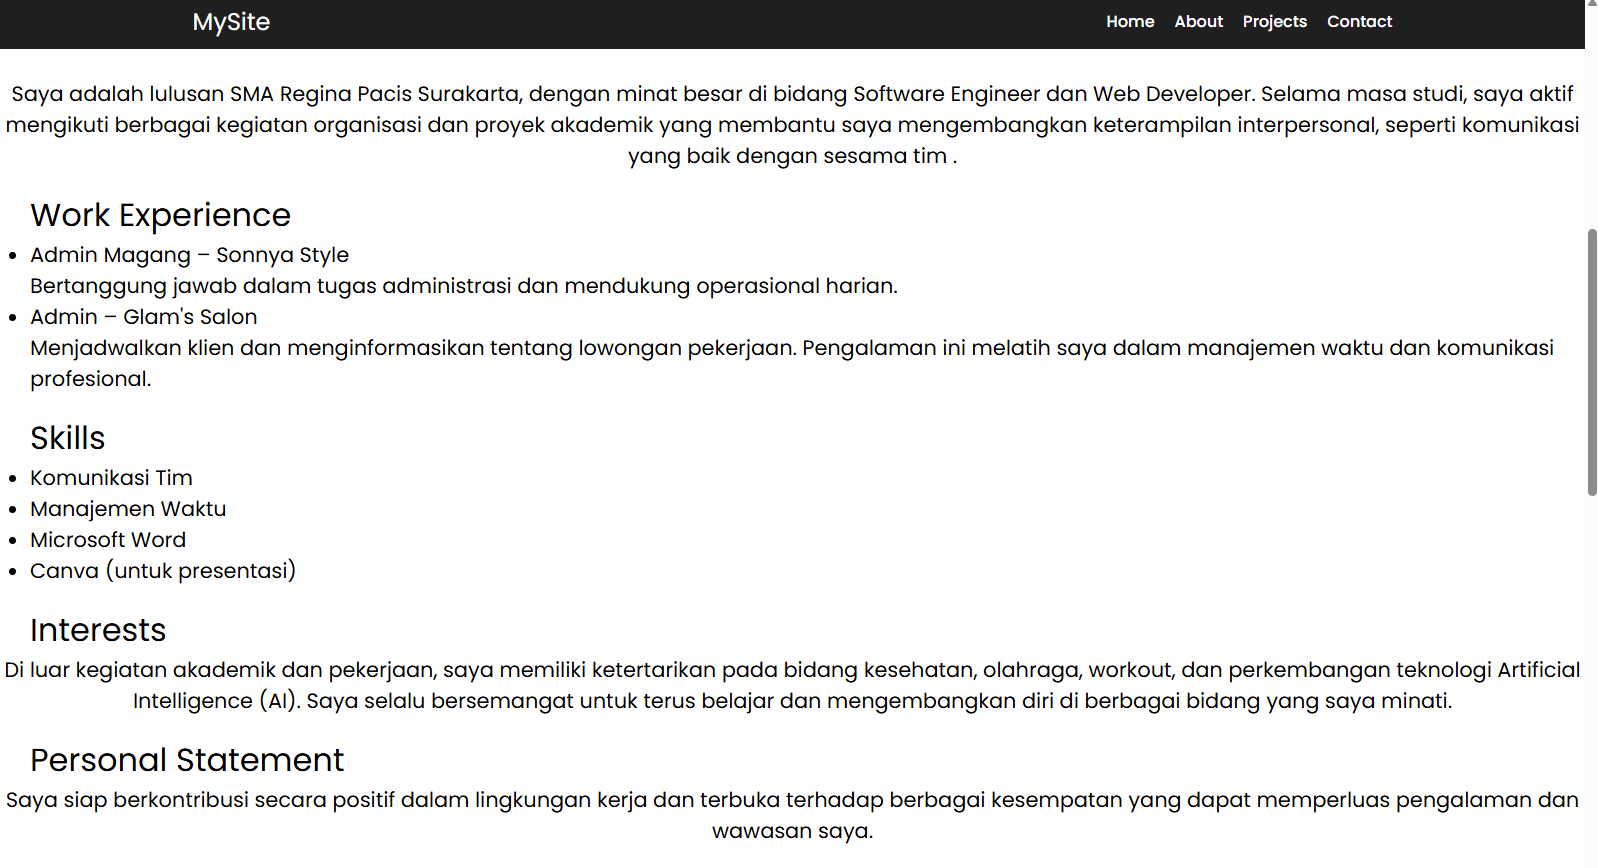 MySite
Home About Projects Contact
Saya adalah lulusan SMA Regina Pacis Surakarta, dengan minat besar di bidang Software Engineer dan Web Developer. Selama masa studi, saya aktif
mengikuti berbagai kegiatan organisasi dan proyek akademik yang membantu saya mengembangkan keterampilan interpersonal, seperti komunikasi
yang baik dengan sesama tim .
Work Experience
• Admin Magang – Sonnya Style
Bertanggung jawab dalam tugas administrasi dan mendukung operasional harian.
• Admin – Glam's Salon
Menjadwalkan klien dan menginformasikan tentang lowongan pekerjaan. Pengalaman ini melatih saya dalam manajemen waktu dan komunikasi
profesional.
Skills
• Komunikasi Tim
• Manajemen Waktu
• Microsoft Word
• Canva (untuk presentasi)
Interests
Di luar kegiatan akademik dan pekerjaan, saya memiliki ketertarikan pada bidang kesehatan, olahraga, workout, dan perkembangan teknologi Artificial
Intelligence (AI). Saya selalu bersemangat untuk terus belajar dan mengembangkan diri di berbagai bidang yang saya minati.
Personal Statement
Saya siap berkontribusi secara positif dalam lingkungan kerja dan terbuka terhadap berbagai kesempatan yang dapat memperluas pengalaman dan
wawasan saya.